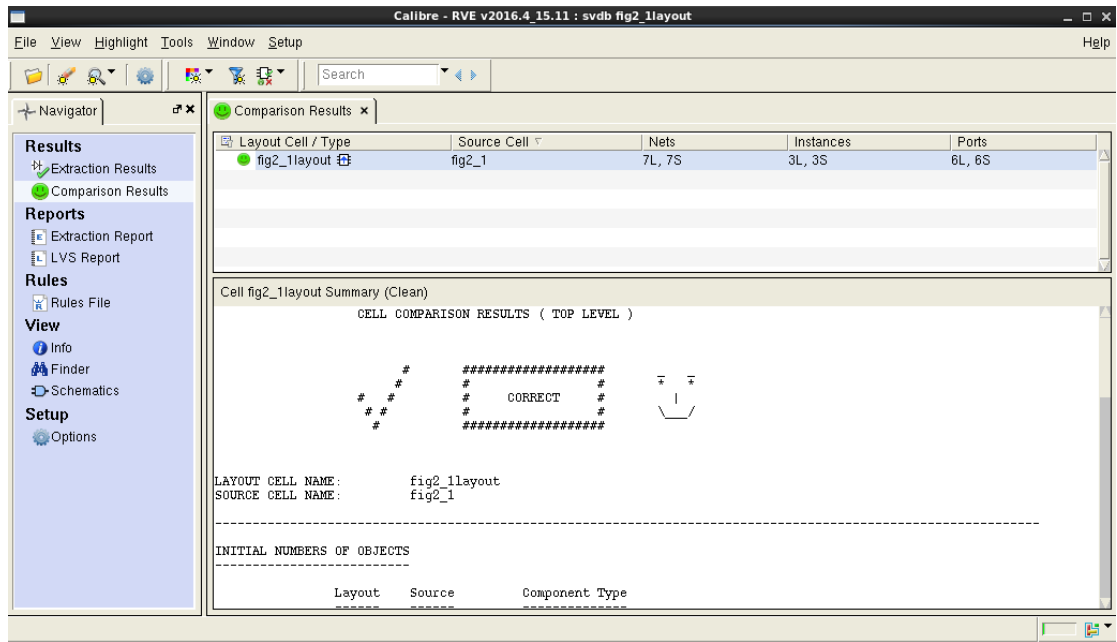 Calibre - RVE v2016.4_15.11 : svdb fig2_1layout
File View Highlight Tools Window Setup Help
Search
Navigator
Comparison Results
Results
Extraction Results
Comparison Results
Reports
Extraction Report
LVS Report
Rules
Rules File
View
Info
Finder
Schematics
Setup
Options
Layout Cell / Type Source Cell Nets Instances Ports
fig2_1layout fig2_1 7L, 7S 3L, 3S 6L, 6S
Cell fig2_1layout Summary (Clean)
CELL COMPARISON RESULTS ( TOP LEVEL )
# ################### _ _
# # # * *
# # # CORRECT # |
# # # # \___/
# ###################
LAYOUT CELL NAME: fig2_1layout
SOURCE CELL NAME: fig2_1
INITIAL NUMBERS OF OBJECTS
Layout Source Component Type